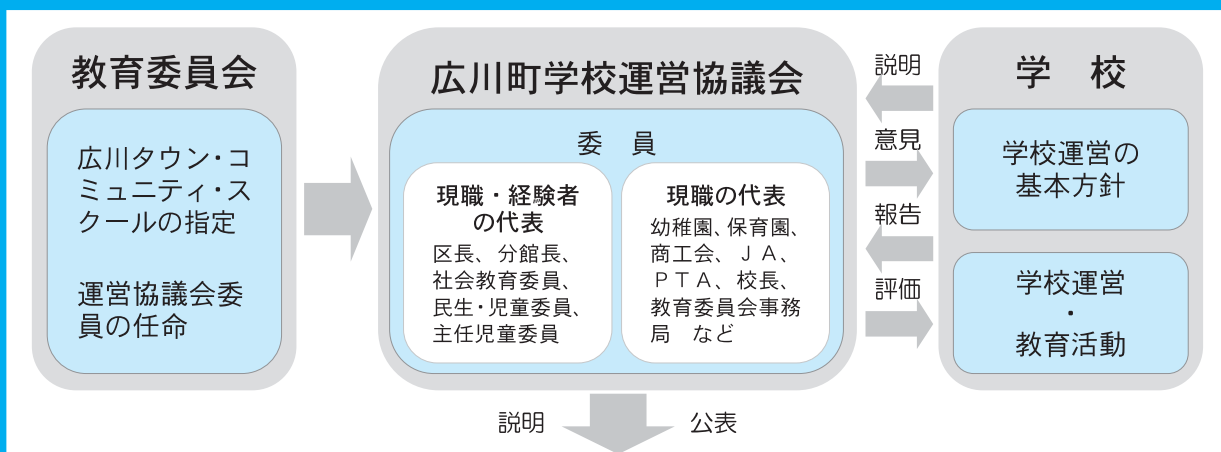 教育委員会
広川タウン・コ
ミュニティ・ス
クールの指定
運営協議会委
員の任命
広川町学校運営協議会
委　員
現職・経験者
の代表
区長、分館長、
社会教育委員、
民生・児童委員、
主任児童委員
現職の代表
幼稚園、保育園、
商工会、ＪＡ、
ＰＴＡ、校長、
教育委員会事務
局　など
説明
意見
報告
評価
学　校
学校運営の
基本方針
学校運営
・
教育活動
説明
公表